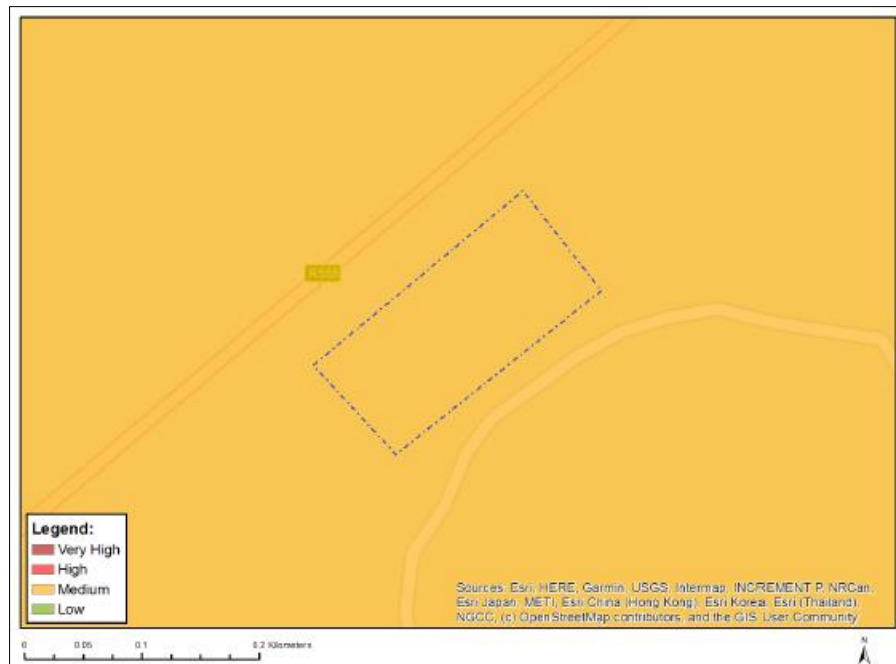 Legend:
Very High
High
Medium
Low
Sources: Esri, HERE, Garmin, USGS, Intermap, INCREMENT P, NRCan,
Esri Japan, METI, Esri China (Hong Kong), Esri Korea, Esri (Thailand),
NGCC, (c) OpenStreetMap contributors, and the GIS User Community
0 0.05 0.1 0.2 Kilometers
N